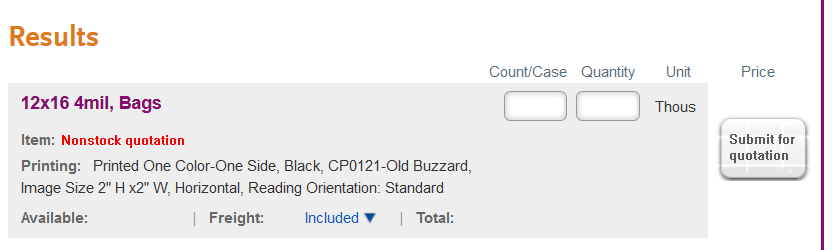 Results
Count/Case Quantity Unit Price
12x16 4mil, Bags
Thous
Item: Nonstock quotation
Submit for
quotation
Printing: Printed One Color-One Side, Black, CP0121-Old Buzzard,
Image Size 2" H x2" W, Horizontal, Reading Orientation: Standard
Available: | Freight: Included ▼ | Total: